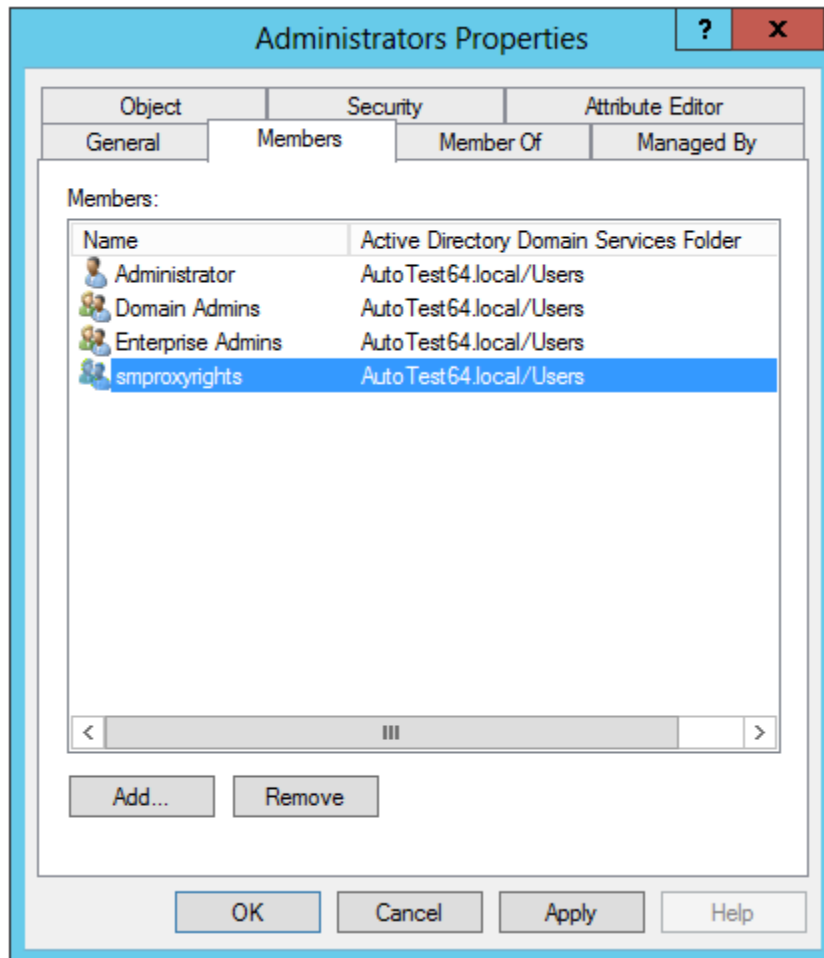 Administrators Properties
? x
Object Security Attribute Editor
General Members Member Of Managed By
Members:
Name Active Directory Domain Services Folder
Administrator AutoTest64.local/Users
Domain Admins AutoTest64.local/Users
Enterprise Admins AutoTest64.local/Users
smproxyrights AutoTest64.local/Users
Add... Remove
OK Cancel Apply Help